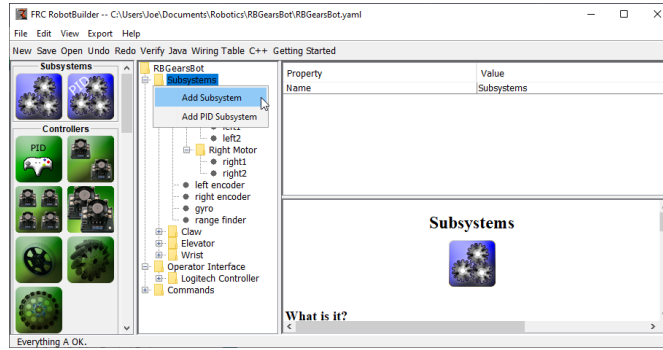 FRC RobotBuilder -- C:\Users\Joe\Documents\Robotics\RBGearsBot\RBGearsBot.yaml
File Edit View Export Help
New Save Open Undo Redo Verify Java Wiring Table C++ Getting Started
Subsystems
PID
Controllers
PID
RBGearsBot
Subsystems
Add Subsystem
Add PID Subsystem
left1
left2
Right Motor
right1
right2
left encoder
right encoder
gyro
range finder
Claw
Elevator
Wrist
Operator Interface
Logitech Controller
Commands
Property Value
Name Subsystems
Subsystems
What is it?
Everything A OK.